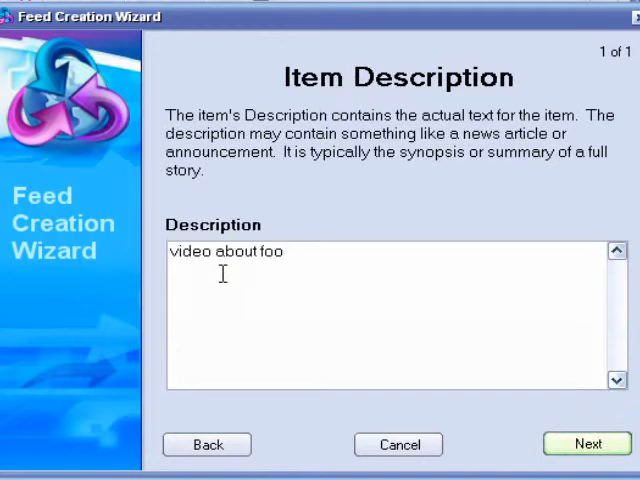 Feed Creation Wizard
1 of 1
Item Description
The item's Description contains the actual text for the item. The
description may contain something like a news article or
announcement. It is typically the synopsis or summary of a full
story.
Feed
Creation
Wizard
Description
video about foo
Back
Cancel
Next